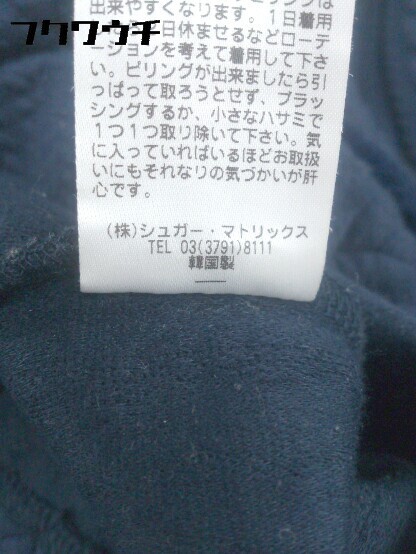 フクワウチ
出来やすくなります。1日着用
日休ませるなどローテ
ーションを考えて着用して下さ
い。ピリングが出来ましたら引
っぱって取ろうとせず、ブラッ
シングするか、小さなハサミで
1つ1つ取り除いて下さい。気
に入っていればいるほどお取扱
いにもそれなりの気づかいが肝
心です。
(株)シュガー・マトリックス
TEL 03(3791)8111
韓国製